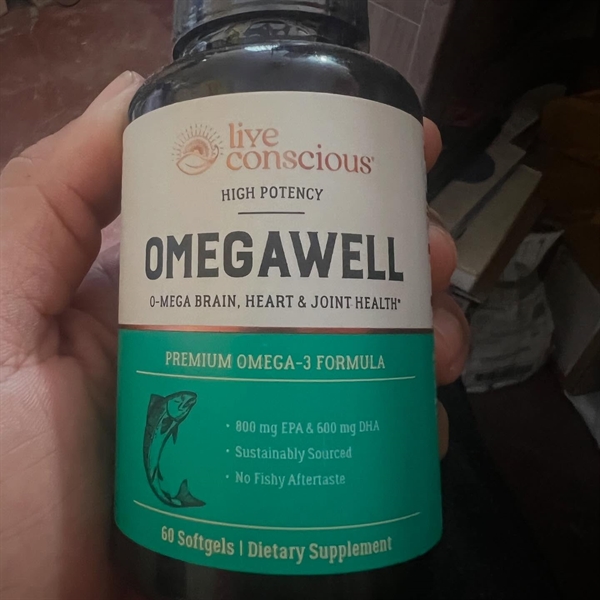 live
conscious®
HIGH POTENCY
OMEGAWELL
O-MEGA BRAIN, HEART & JOINT HEALTH*
PREMIUM OMEGA-3 FORMULA
• 800 mg EPA & 600 mg DHA
• Sustainably Sourced
• No Fishy Aftertaste
60 Softgels | Dietary Supplement